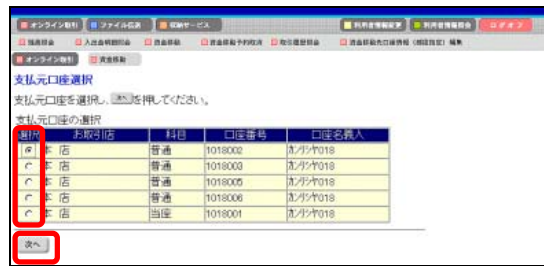 オンライン取引 ファイル伝送 収納サービス 利用者情報変更 利用者情報照会 ログオフ
残高照会 入出金明細照会 資金移動 資金移動予約取消 取引履歴照会 資金移動先口座情報(都度指定)編集
オンライン取引 資金移動
支払元口座選択
支払元口座を選択し、次へを押してください。
支払元口座の選択
選択 お取引店 科目 口座番号 口座名義人
本 店 普通 1018002 カンリシヤ018
本 店 普通 1018003 カンリシヤ018
本 店 普通 1018005 カンリシヤ018
本 店 普通 1018006 カンリシヤ018
本 店 当座 1018001 カンリシヤ018
次へ